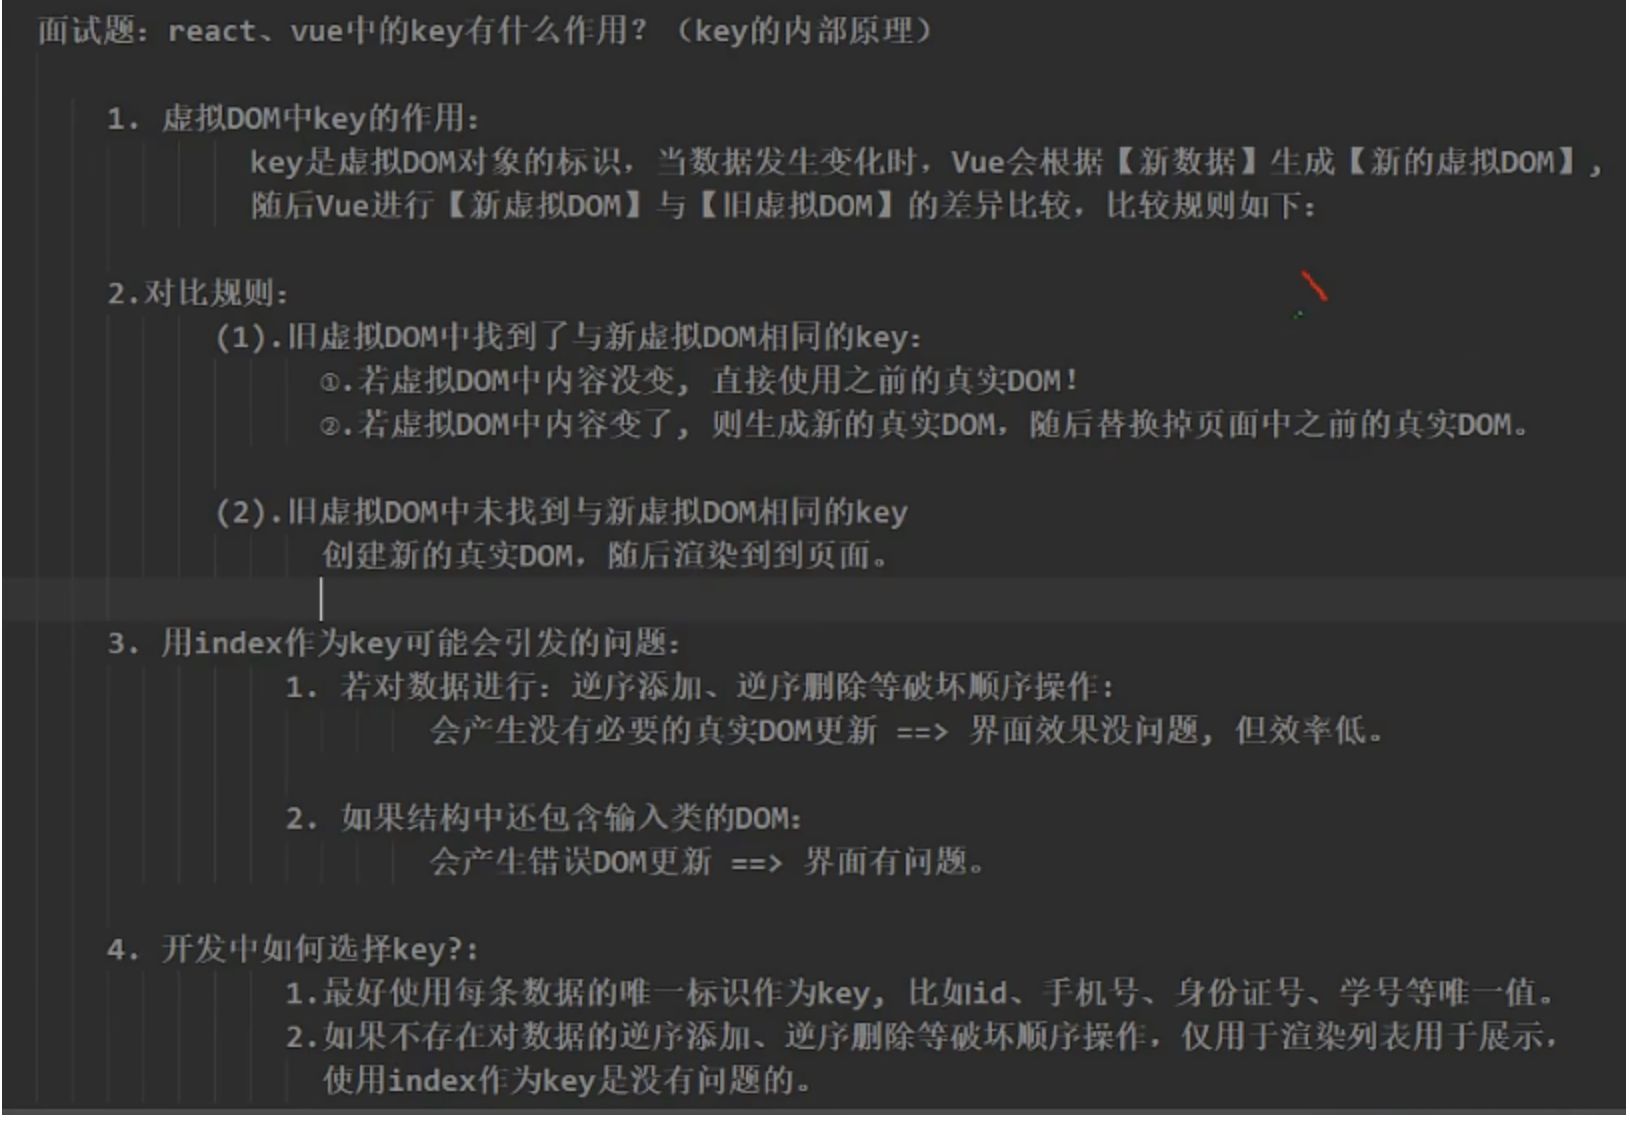 面试题：react、vue中的key有什么作用？（key的内部原理）
1. 虚拟DOM中key的作用：
key是虚拟DOM对象的标识，当数据发生变化时，Vue会根据【新数据】生成【新的虚拟DOM】,
随后Vue进行【新虚拟DOM】与【旧虚拟DOM】的差异比较，比较规则如下：
2.对比规则：
(1).旧虚拟DOM中找到了与新虚拟DOM相同的key：
①.若虚拟DOM中内容没变, 直接使用之前的真实DOM！
②.若虚拟DOM中内容变了, 则生成新的真实DOM，随后替换掉页面中之前的真实DOM。
(2).旧虚拟DOM中未找到与新虚拟DOM相同的key
创建新的真实DOM，随后渲染到到页面。
3. 用index作为key可能会引发的问题：
1. 若对数据进行：逆序添加、逆序删除等破坏顺序操作:
会产生没有必要的真实DOM更新 ==> 界面效果没问题, 但效率低。
2. 如果结构中还包含输入类的DOM：
会产生错误DOM更新 ==> 界面有问题。
4. 开发中如何选择key?:
1.最好使用每条数据的唯一标识作为key, 比如id、手机号、身份证号、学号等唯一值。
2.如果不存在对数据的逆序添加、逆序删除等破坏顺序操作，仅用于渲染列表用于展示，
使用index作为key是没有问题的。